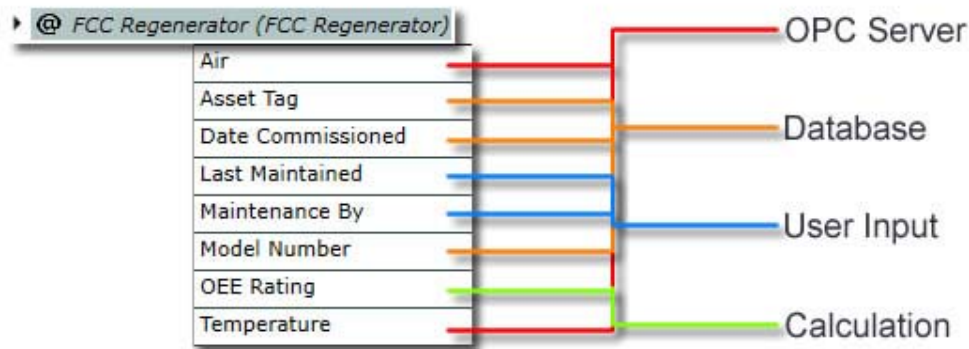 @ FCC Regenerator (FCC Regenerator)
Air
Asset Tag
Date Commissioned
Last Maintained
Maintenance By
Model Number
OEE Rating
Temperature
OPC Server
Database
User Input
Calculation